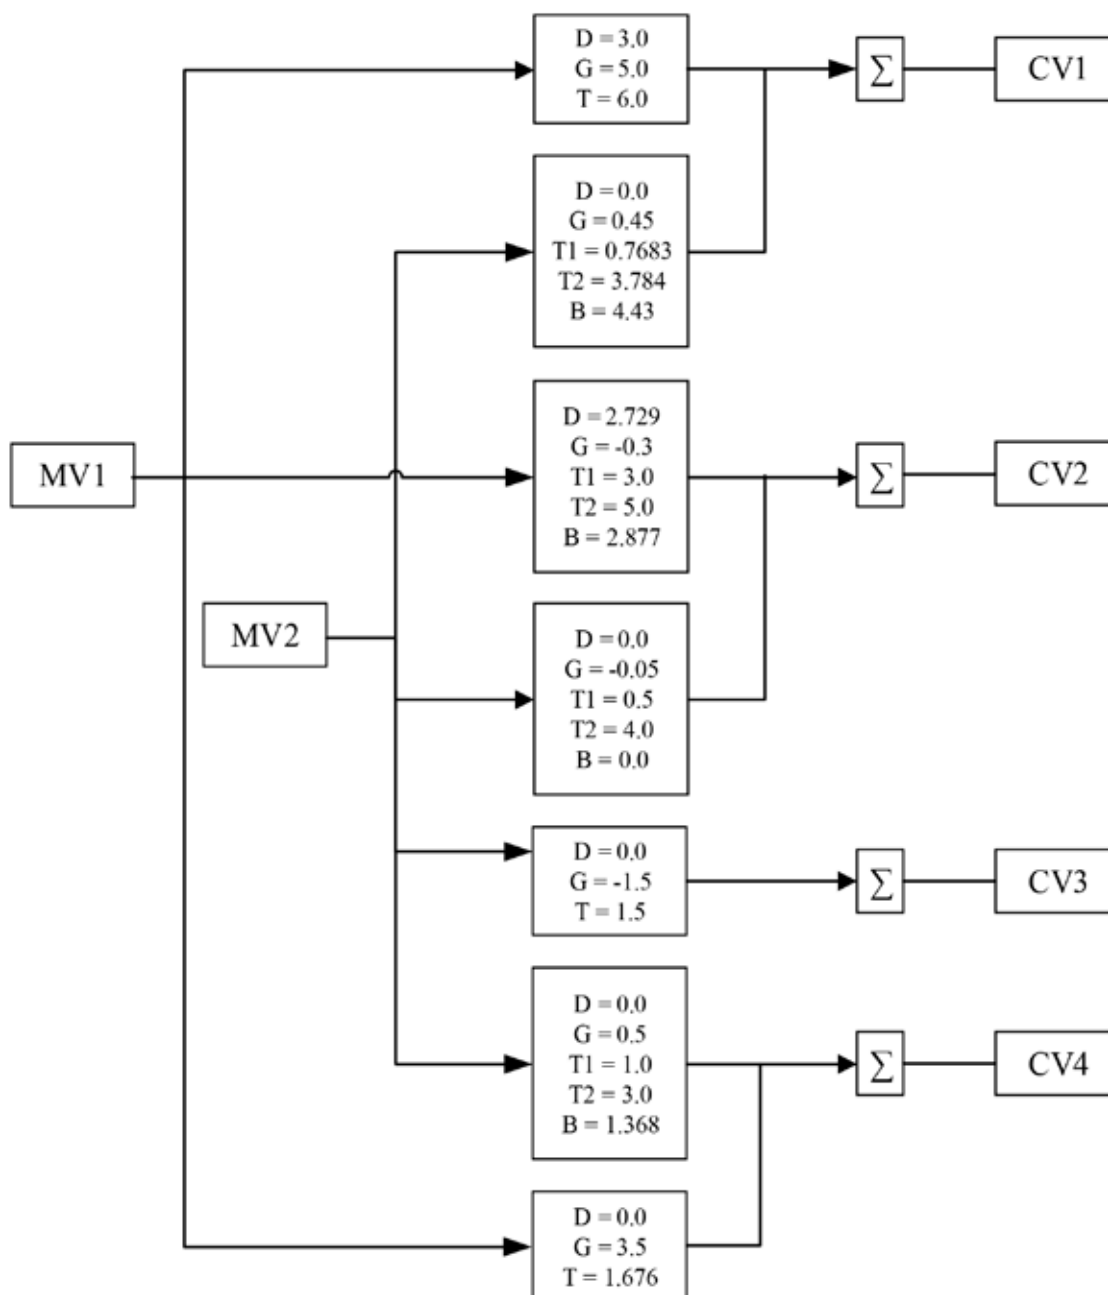 D = 3.0
G = 5.0
T = 6.0
Σ
CV1
D = 0.0
G = 0.45
T1 = 0.7683
T2 = 3.784
B = 4.43
MV1
D = 2.729
G = -0.3
T1 = 3.0
T2 = 5.0
B = 2.877
Σ
CV2
MV2
D = 0.0
G = -0.05
T1 = 0.5
T2 = 4.0
B = 0.0
D = 0.0
G = -1.5
T = 1.5
Σ
CV3
D = 0.0
G = 0.5
T1 = 1.0
T2 = 3.0
B = 1.368
Σ
CV4
D = 0.0
G = 3.5
T = 1.676